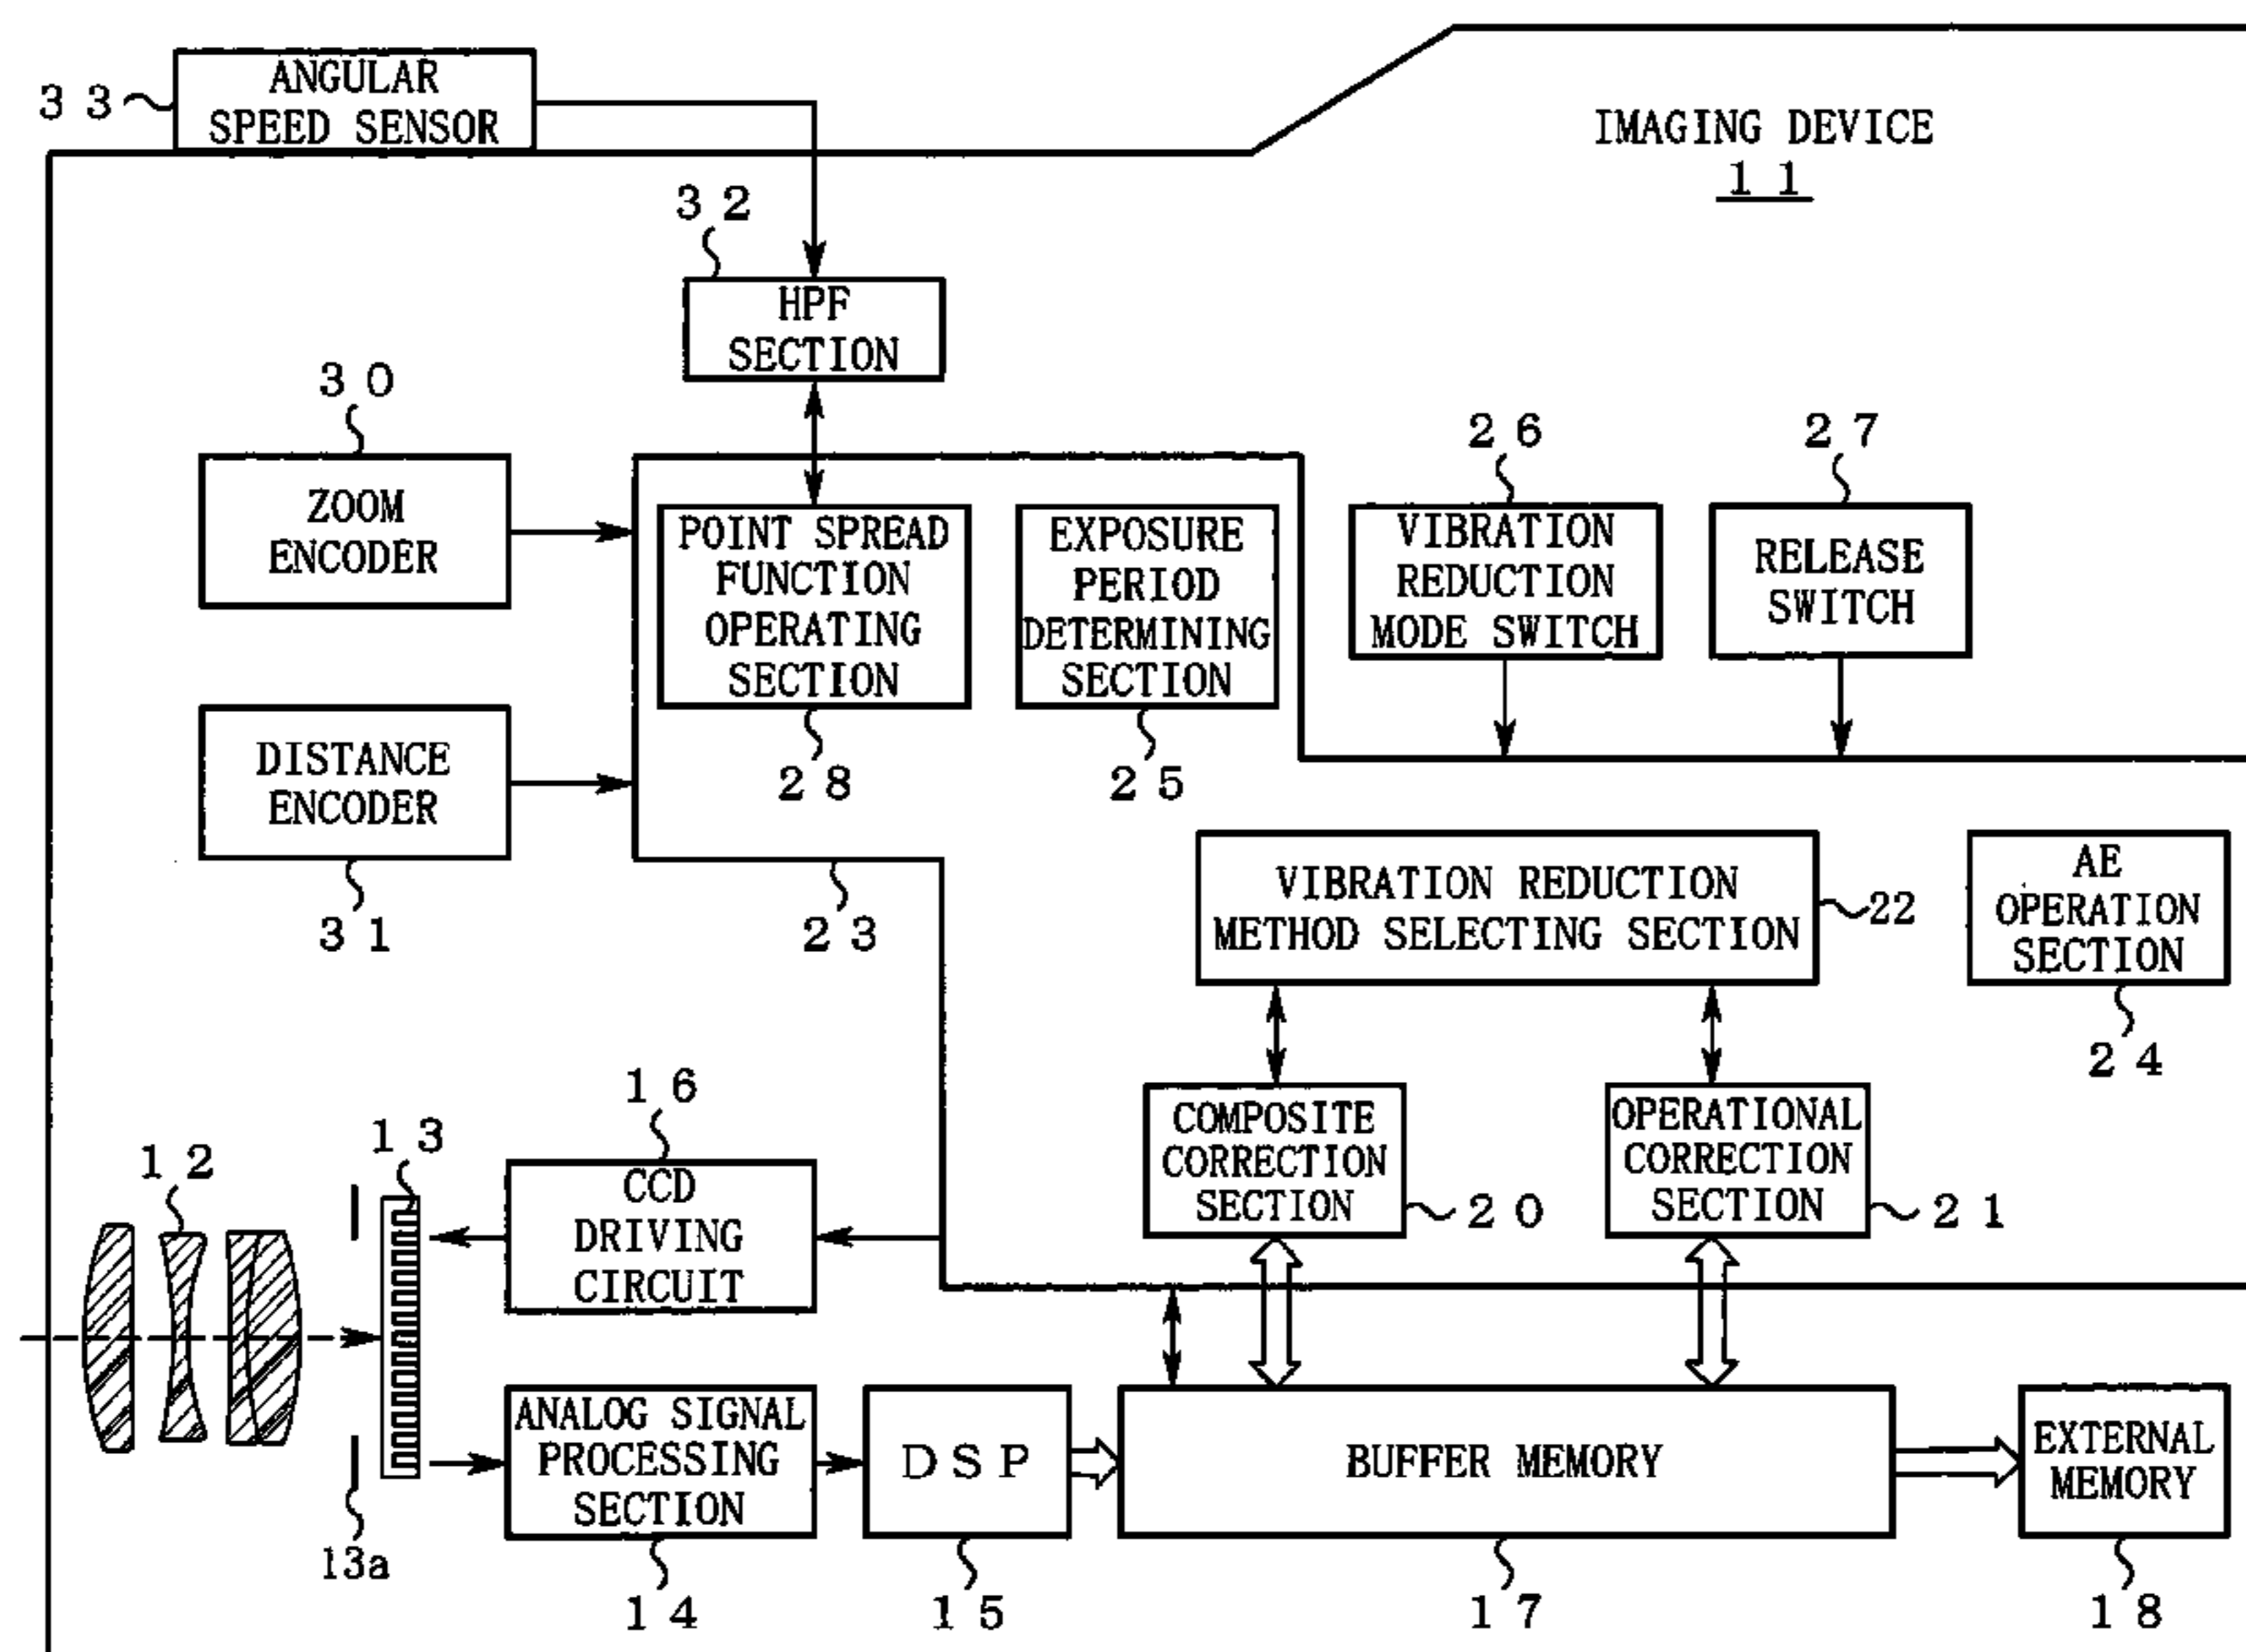 33
ANGULAR
SPEED SENSOR
IMAGING DEVICE
11
32
HPF
SECTION
30
ZOOM
ENCODER
26
27
POINT SPREAD
FUNCTION
OPERATING
SECTION
28
EXPOSURE
PERIOD
DETERMINING
SECTION
25
VIBRATION
REDUCTION
MODE SWITCH
RELEASE
SWITCH
DISTANCE
ENCODER
31
23
VIBRATION REDUCTION
METHOD SELECTING SECTION
22
AE
OPERATION
SECTION
24
12
13
16
CCD
DRIVING
CIRCUIT
COMPOSITE
CORRECTION
SECTION
20
OPERATIONAL
CORRECTION
SECTION
21
13a
ANALOG SIGNAL
PROCESSING
SECTION
14
DSP
15
BUFFER MEMORY
17
EXTERNAL
MEMORY
18